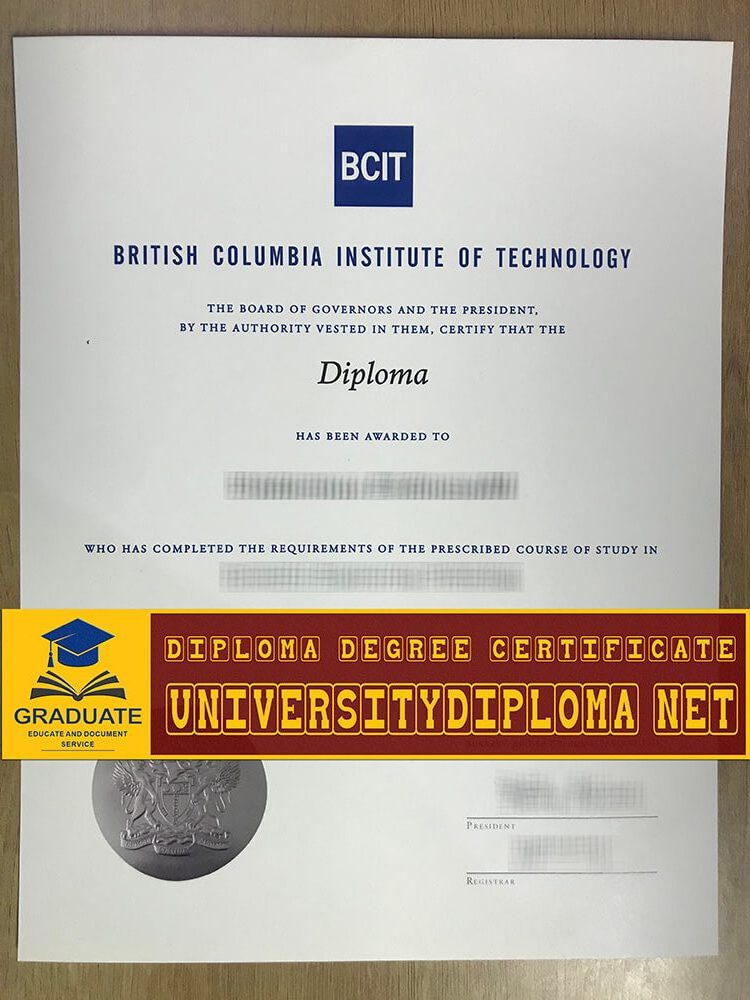 BCIT
BRITISH COLUMBIA INSTITUTE OF TECHNOLOGY
THE BOARD OF GOVERNORS AND THE PRESIDENT,
BY THE AUTHORITY VESTED IN THEM, CERTIFY THAT THE
Diploma
HAS BEEN AWARDED TO
WHO HAS COMPLETED THE REQUIREMENTS OF THE PRESCRIBED COURSE OF STUDY IN
DIPLOMA DEGREE CERTIFICATE
UNIVERSITYDIPLOMA NET
GRADUATE
EDUCATE AND DOCUMENT
SERVICE
PRESIDENT
REGISTRAR